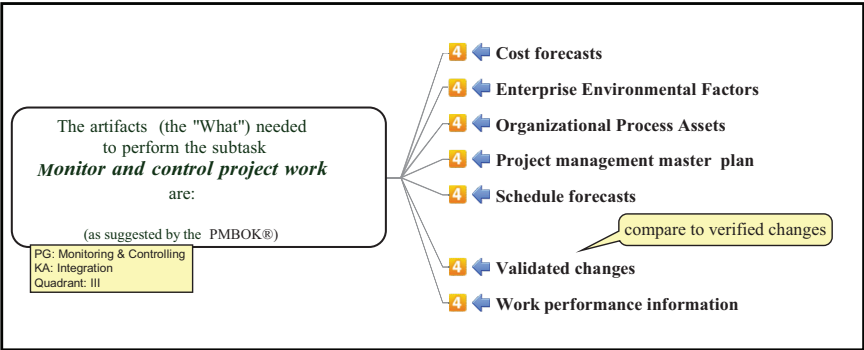 The artifacts (the "What") needed
to perform the subtask
Monitor and control project work
are:
(as suggested by the PMBOK®)
PG: Monitoring & Controlling
KA: Integration
Quadrant: III
4 Cost forecasts
4 Enterprise Environmental Factors
4 Organizational Process Assets
4 Project management master plan
4 Schedule forecasts
compare to verified changes
4 Validated changes
4 Work performance information